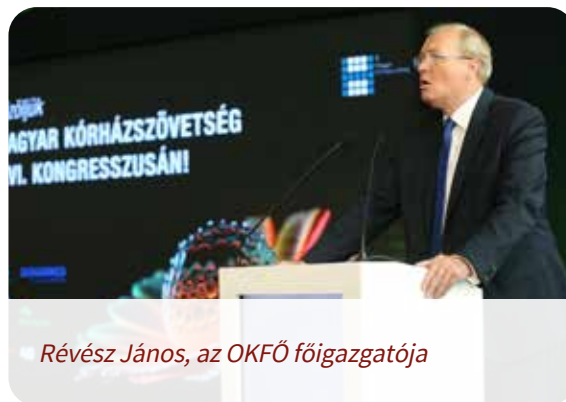 AGYAR KÓRHÁZSZÖVETSÉG
VI. KONGRESSZUSÁN!
Révész János, az OKFŐ főigazgatója